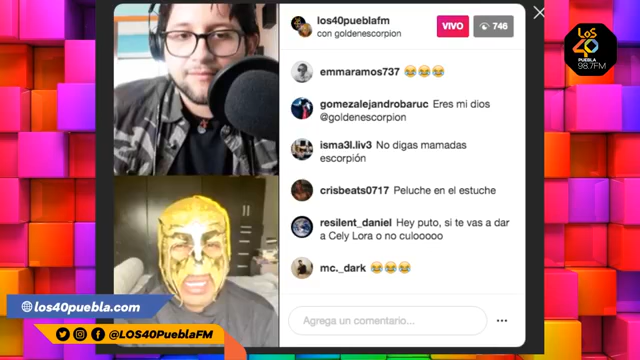 los40pueblafm
con goldenescorpion
VIVO
746
emmaramos737 😂😂😂
gomezalejandrobaruc Eres mi dios
@goldenescorpion
isma3l.liv3 No digas mamadas
escorpión
crisbeats0717 Peluche en el estuche
resilent_daniel Hey puto, si te vas a dar
a Cely Lora o no culooooo
mc._dark 😂😂😂
Agrega un comentario...
LOS
40
PUEBLA
98.7FM
los40puebla.com
@LOS40PueblaFM